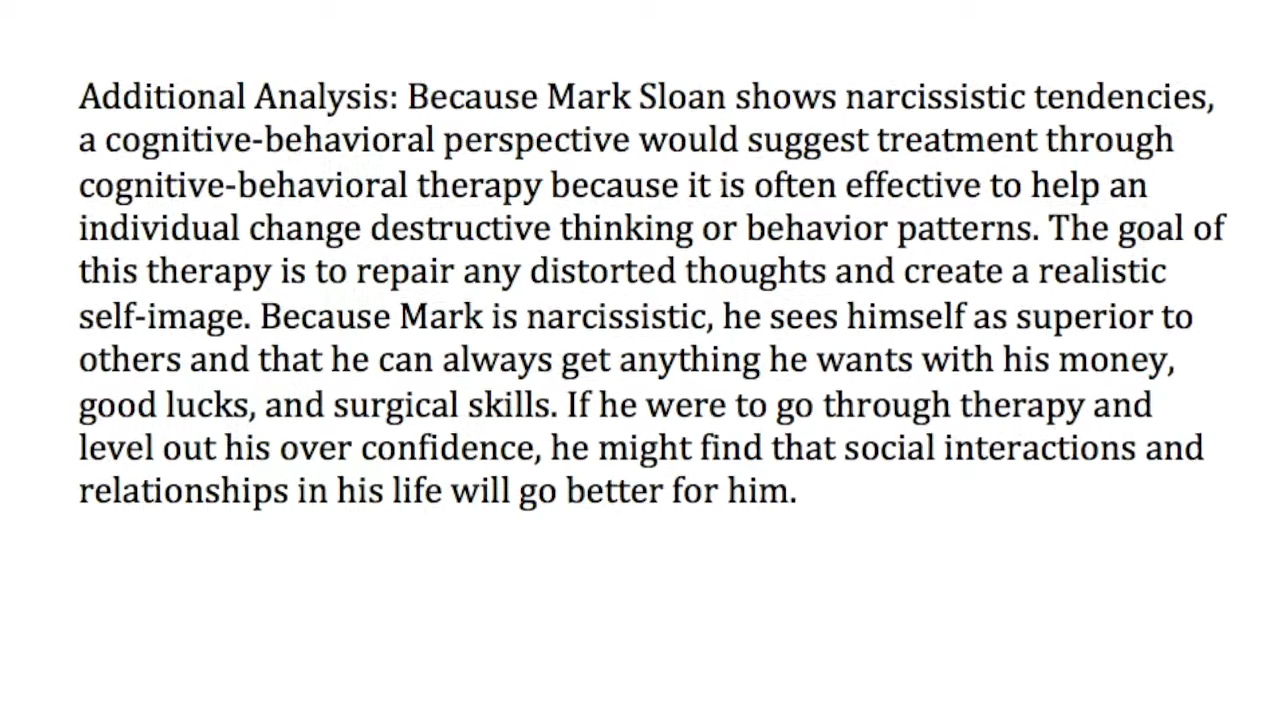 Additional Analysis: Because Mark Sloan shows narcissistic tendencies,
a cognitive-behavioral perspective would suggest treatment through
cognitive-behavioral therapy because it is often effective to help an
individual change destructive thinking or behavior patterns. The goal of
this therapy is to repair any distorted thoughts and create a realistic
self-image. Because Mark is narcissistic, he sees himself as superior to
others and that he can always get anything he wants with his money,
good lucks, and surgical skills. If he were to go through therapy and
level out his over confidence, he might find that social interactions and
relationships in his life will go better for him.